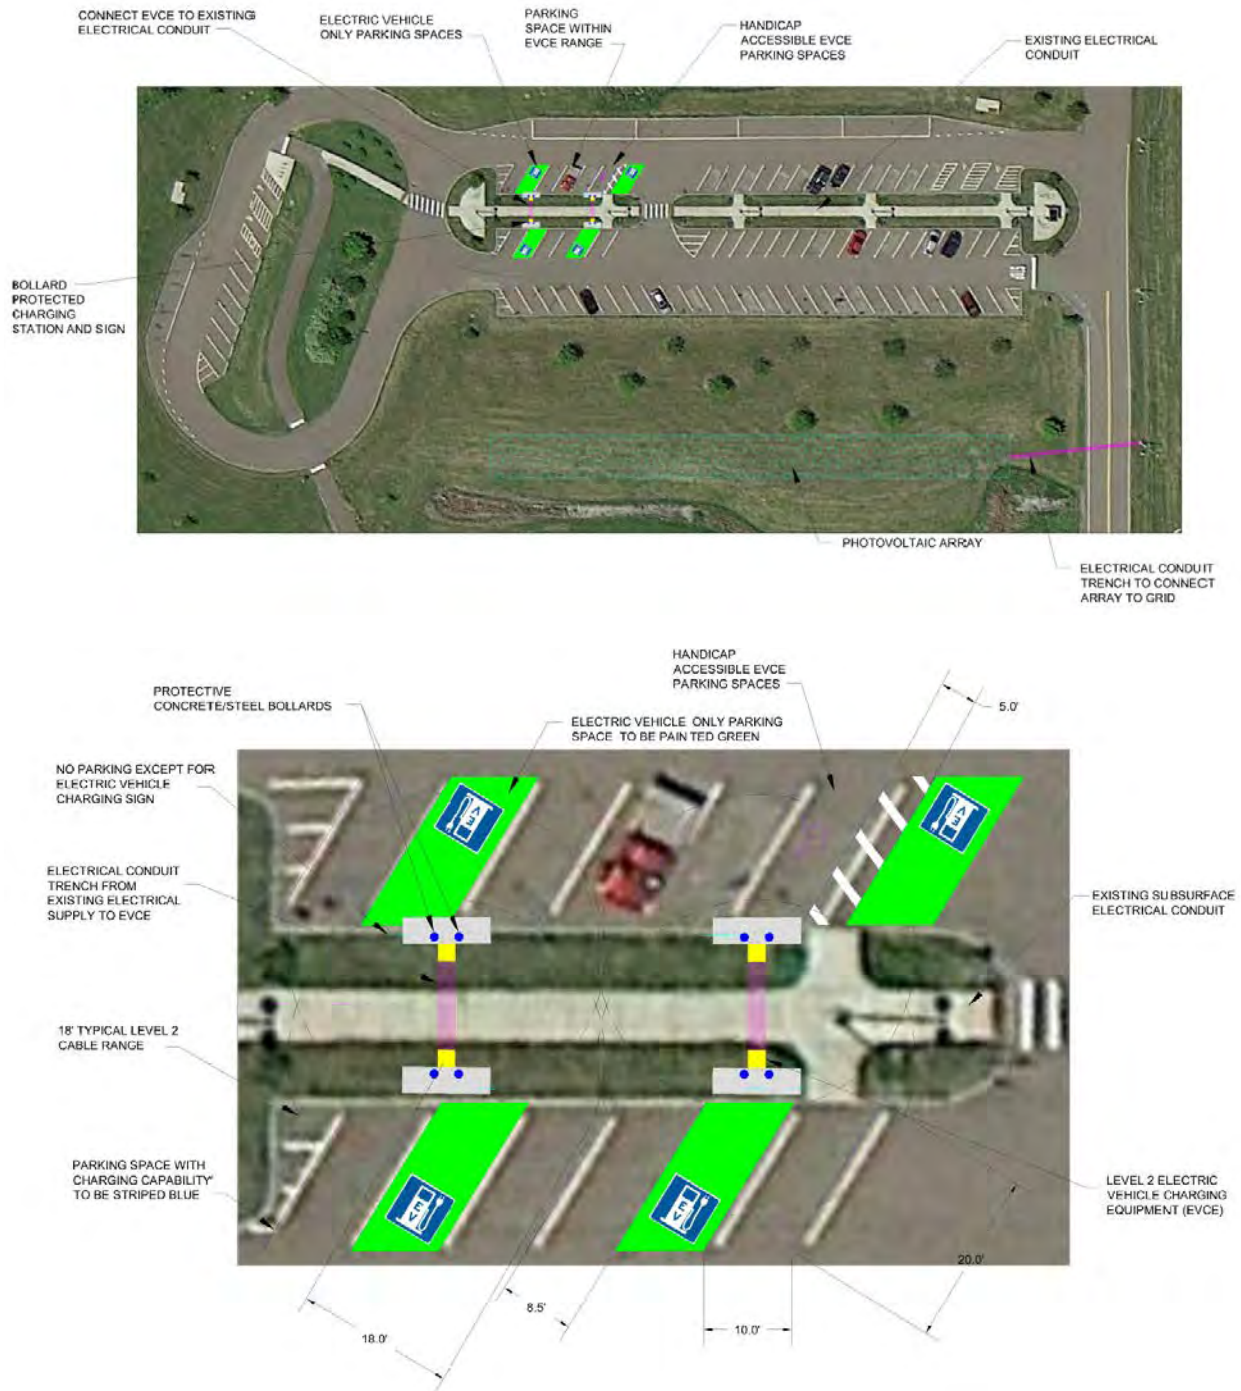 CONNECT EVCE TO EXISTING
ELECTRICAL CONDUIT
ELECTRIC VEHICLE
ONLY PARKING SPACES
PARKING
SPACE WITHIN
EVCE RANGE
HANDICAP
ACCESSIBLE EVCE
PARKING SPACES
EXISTING ELECTRICAL
CONDUIT
BOLLARD
PROTECTED
CHARGING
STATION AND SIGN
PHOTOVOLTAIC ARRAY
ELECTRICAL CONDUIT
TRENCH TO CONNECT
ARRAY TO GRID
HANDICAP
ACCESSIBLE EVCE
PARKING SPACES
PROTECTIVE
CONCRETE/STEEL BOLLARDS
ELECTRIC VEHICLE ONLY PARKING
SPACE TO BE PAINTED GREEN
5.0'
NO PARKING EXCEPT FOR
ELECTRIC VEHICLE
CHARGING SIGN
EV
EV
ELECTRICAL CONDUIT
TRENCH FROM
EXISTING ELECTRICAL
SUPPLY TO EVCE
EXISTING SUBSURFACE
ELECTRICAL CONDUIT
18' TYPICAL LEVEL 2
CABLE RANGE
PARKING SPACE WITH
CHARGING CAPABILITY
TO BE STRIPED BLUE
EV
EV
LEVEL 2 ELECTRIC
VEHICLE CHARGING
EQUIPMENT (EVCE)
20.0'
8.5'
10.0'
18.0'